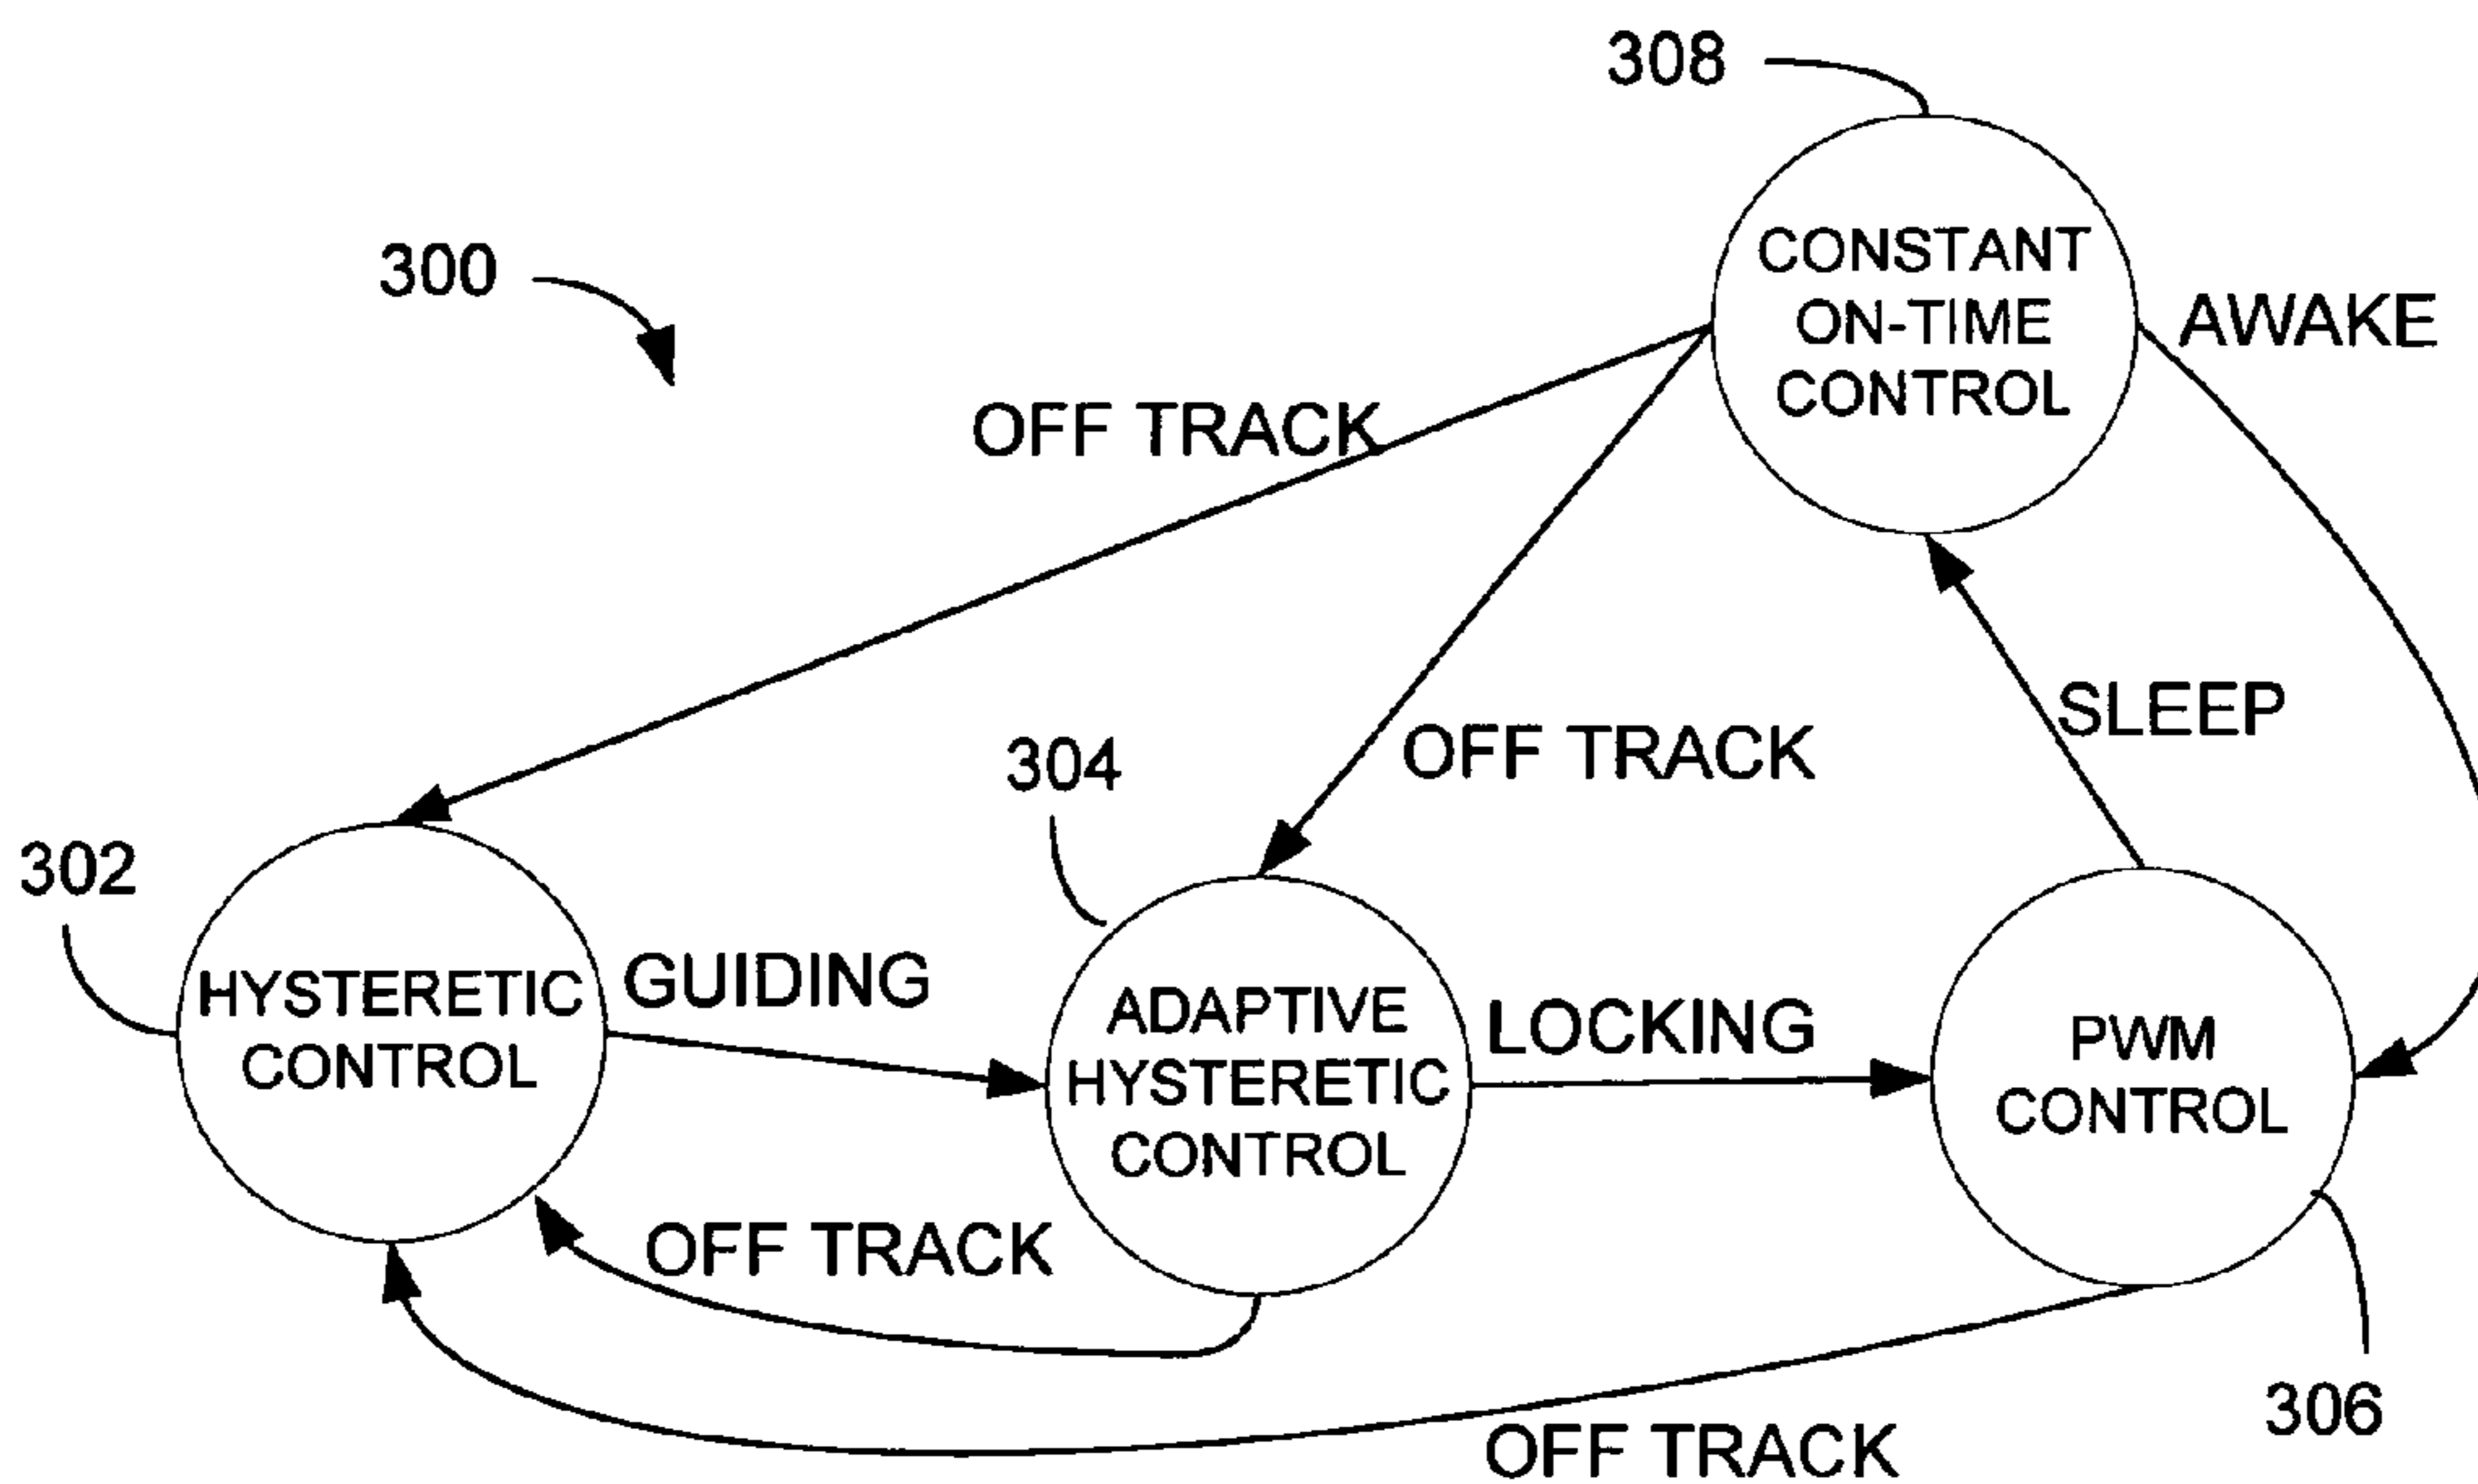 308
300
CONSTANT
ON-TIME
CONTROL
AWAKE
OFF TRACK
SLEEP
OFF TRACK
304
302
HYSTERETIC
CONTROL
GUIDING
ADAPTIVE
HYSTERETIC
CONTROL
LOCKING
PWM
CONTROL
OFF TRACK
306
OFF TRACK